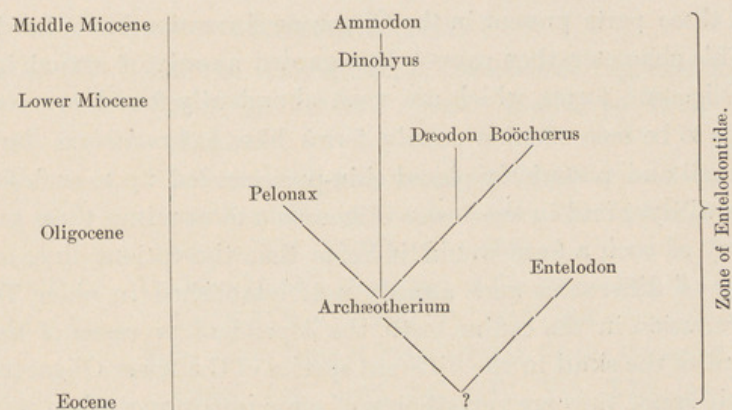 Middle Miocene
Ammodon
Dinohyus
Lower Miocene
Dæodon Boöchœrus
Pelonax
Oligocene
Entelodon
Archæotherium
Eocene
?
Zone of Entelodontidæ.